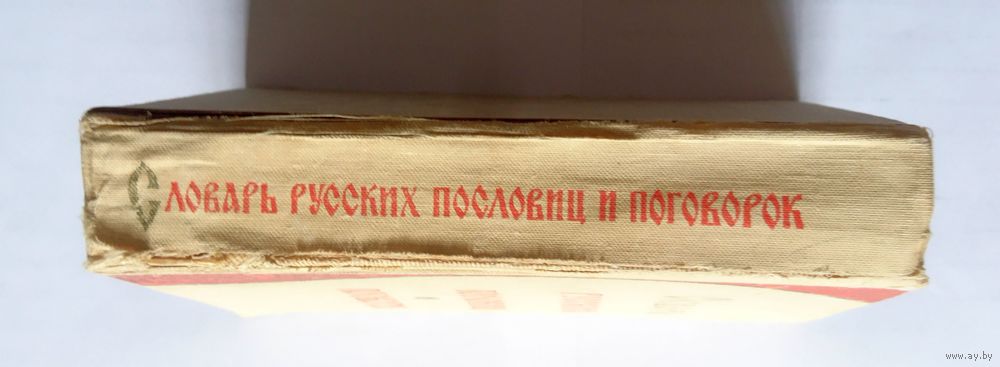 Словарь русских пословиц и поговорок
www.ay.by